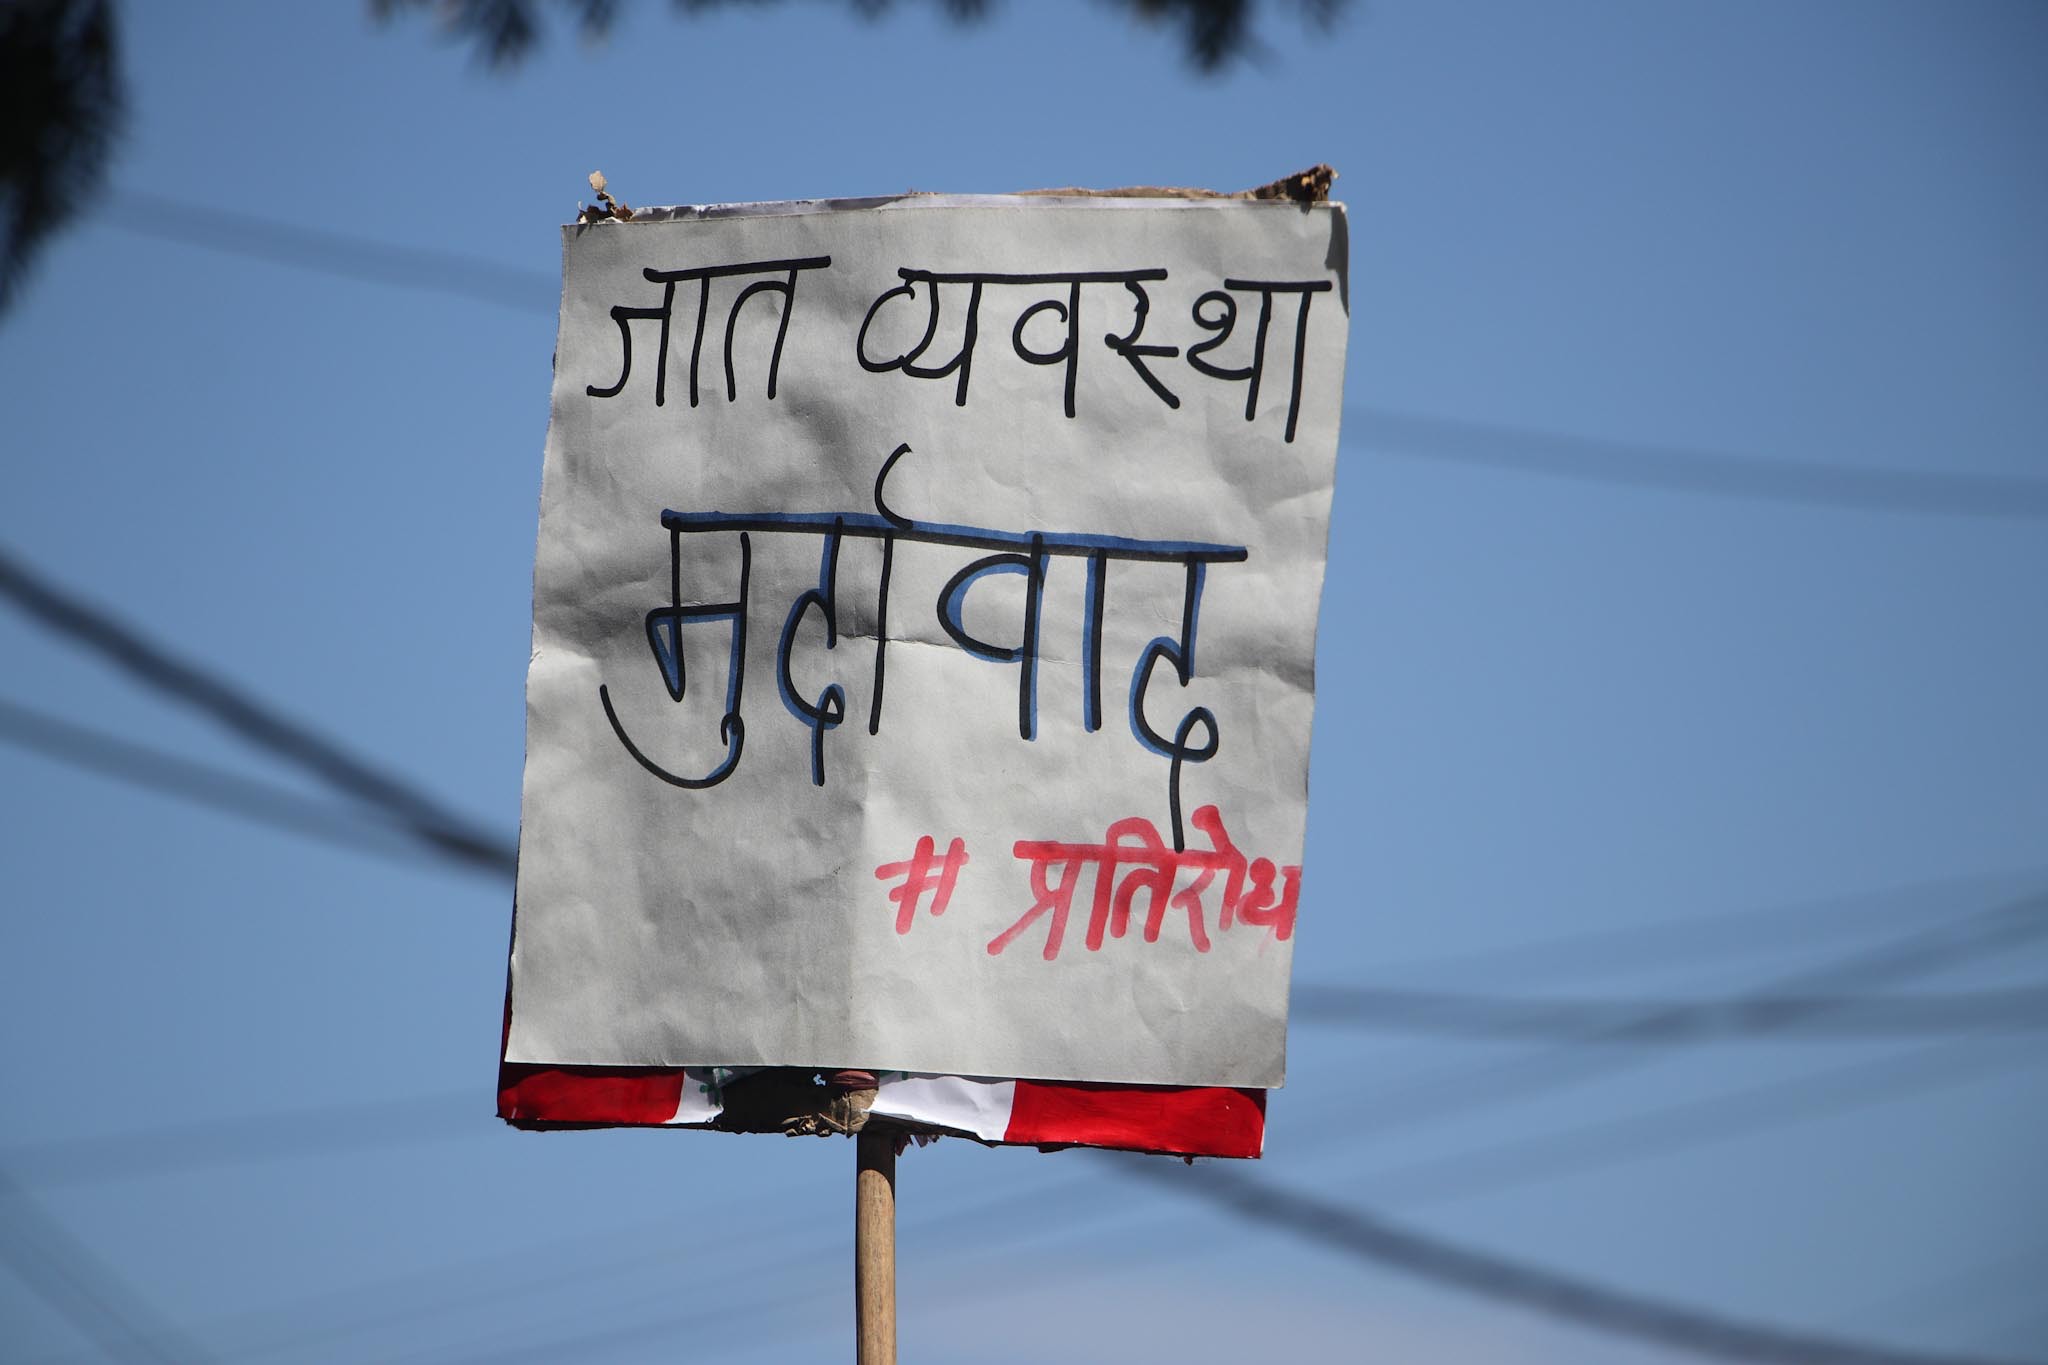 जात व्यवस्था
मुर्दावाद
# प्रतिरोध